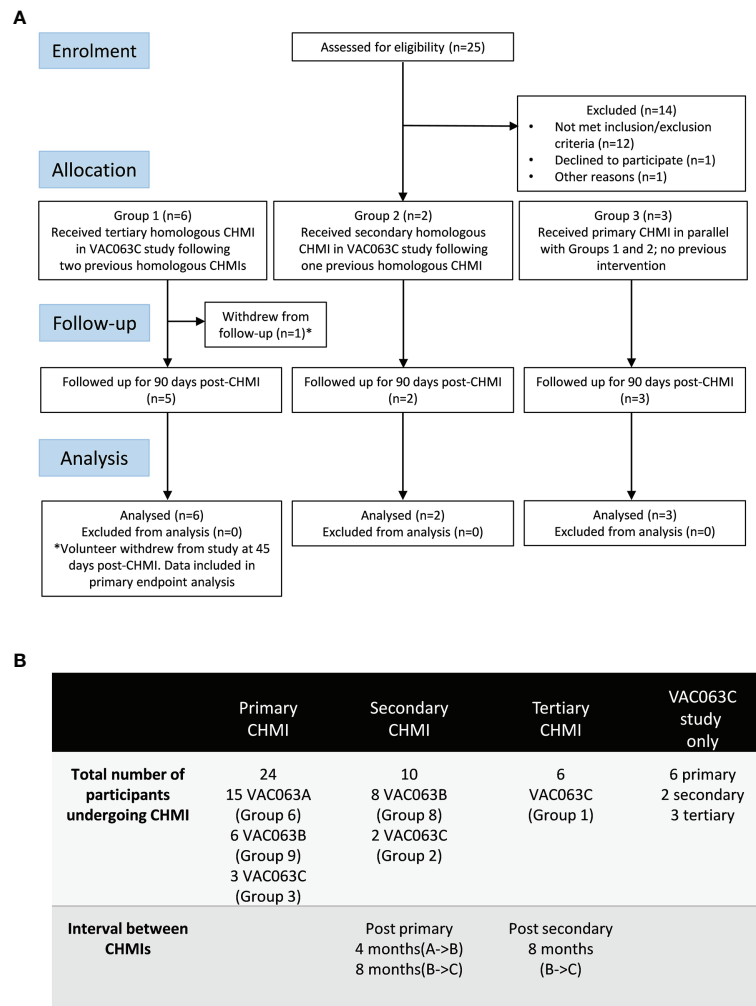 A
Enrolment
Assessed for eligibility (n=25)
Excluded (n=14)
• Not met inclusion/exclusion
criteria (n=12)
• Declined to participate (n=1)
• Other reasons (n=1)
Allocation
Group 1 (n=6)
Received tertiary homologous CHMI
in VAC063C study following
two previous homologous CHMIs
Group 2 (n=2)
Received secondary homologous
CHMI in VAC063C study following
one previous homologous CHMI
Group 3 (n=3)
Received primary CHMI in parallel
with Groups 1 and 2; no previous
intervention
Follow-up
Withdrew from
follow-up (n=1)*
Followed up for 90 days post-CHMI
(n=5)
Followed up for 90 days post-CHMI
(n=2)
Followed up for 90 days post-CHMI
(n=3)
Analysis
Analysed (n=6)
Excluded from analysis (n=0)
*Volunteer withdrew from study at 45
days post-CHMI. Data included in
primary endpoint analysis
Analysed (n=2)
Excluded from analysis (n=0)
Analysed (n=3)
Excluded from analysis (n=0)
B
Primary
CHMI
Secondary
CHMI
Tertiary
CHMI
VAC063C
study
only
Total number of
participants
undergoing CHMI
24
15 VAC063A
(Group 6)
6 VAC063B
(Group 9)
3 VAC063C
(Group 3)
10
8 VAC063B
(Group 8)
2 VAC063C
(Group 2)
6
VAC063C
(Group 1)
6 primary
2 secondary
3 tertiary
Interval between
CHMIs
Post primary
4 months(A->B)
8 months(B->C)
Post secondary
8 months
(B->C)